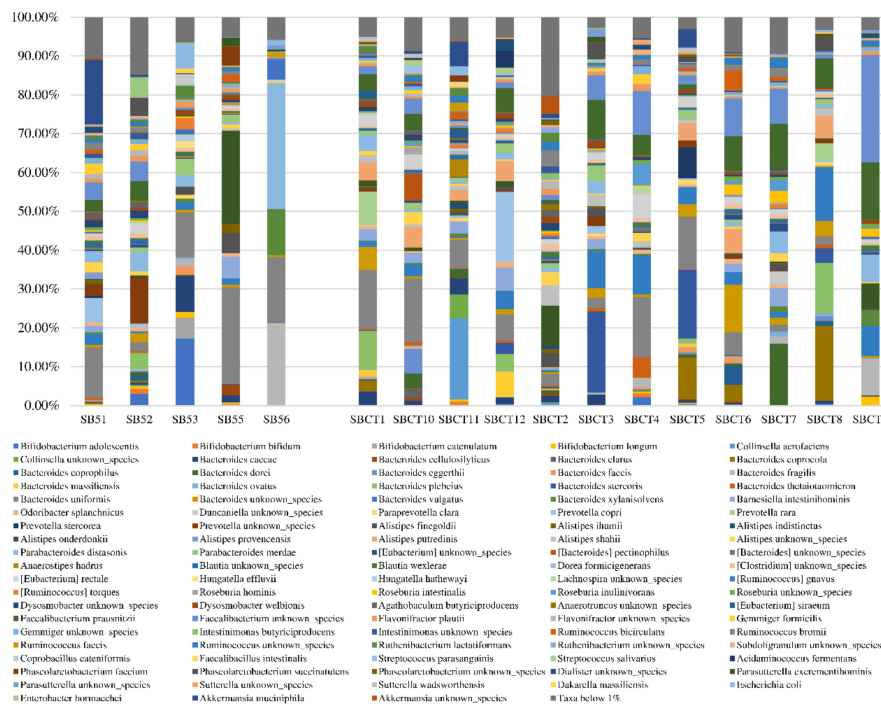 100.00%
90.00%
80.00%
70.00%
60.00%
50.00%
40.00%
30.00%
20.00%
10.00%
0.00%
SB51 SB52 SB53 SB55 SB56 SBCT1 SBCT10 SBCT11 SBCT12 SBCT2 SBCT3 SBCT4 SBCT5 SBCT6 SBCT7 SBCT8 SBCT
Bifidobacterium adolescentis Bifidobacterium bifidum Bifidobacterium catenulatum Bifidobacterium longum Collinsella aerofaciens
Collinsella unknown_species Bacteroides caccae Bacteroides cellulosilyticus Bacteroides clarus Bacteroides coprocola
Bacteroides coprophilus Bacteroides dorei Bacteroides eggerthii Bacteroides faecis Bacteroides fragilis
Bacteroides massiliensis Bacteroides ovatus Bacteroides plebeius Bacteroides stercoris Bacteroides thetaiotaomicron
Bacteroides uniformis Bacteroides unknown_species Bacteroides vulgatus Bacteroides xylanisolvens Barnesiella intestinihominis
Odoribacter splanchnicus Duncaniella unknown_species Paraprevotella clara Prevotella copri Prevotella rara
Prevotella stercorea Prevotella unknown_species Alistipes finegoldii Alistipes ihumii Alistipes indistinctus
Alistipes onderdonkii Alistipes provencensis Alistipes putredinis Alistipes shahii Alistipes unknown_species
Parabacteroides distasonis Parabacteroides merdae [Eubacterium] unknown_species [Bacteroides] pectinophilus [Bacteroides] unknown_species
Anaerostipes hadrus Blautia unknown_species Blautia wexlerae Dorea formicigenerans [Clostridium] unknown_species
[Eubacterium] rectale Hungatella effluvii Hungatella hathewayi Lachnospira unknown_species [Ruminococcus] gnavus
[Ruminococcus] torques Roseburia hominis Roseburia intestinalis Roseburia inulinivorans Roseburia unknown_species
Dysosmobacter unknown_species Dysosmobacter welbionis Agathobaculum butyriciproducens Anaerotruncus unknown_species [Eubacterium] siraeum
Faecalibacterium prausnitzii Faecalibacterium unknown_species Flavonifractor plautii Flavonifractor unknown_species Gemmiger formicilis
Gemmiger unknown_species Intestinimonas butyriciproducens Intestinimonas unknown_species Ruminococcus bicirculans Ruminococcus bromii
Ruminococcus faecis Ruminococcus unknown_species Ruthenibacterium lactatiformans Ruthenibacterium unknown_species Subdoligranulum unknown_species
Coprobacillus cateniformis Faecalibacillus intestinalis Streptococcus parasanguinis Streptococcus salivarius Acidaminococcus fermentans
Phascolarctobacterium faecium Phascolarctobacterium succinatutens Phascolarctobacterium unknown_species Dialister unknown_species Parasutterella excrementihominis
Parasutterella unknown_species Sutterella unknown_species Sutterella wadsworthensis Dakarella massiliensis Escherichia coli
Enterobacter hormaechei Akkermansia muciniphila Akkermansia unknown_species Taxa below 1%